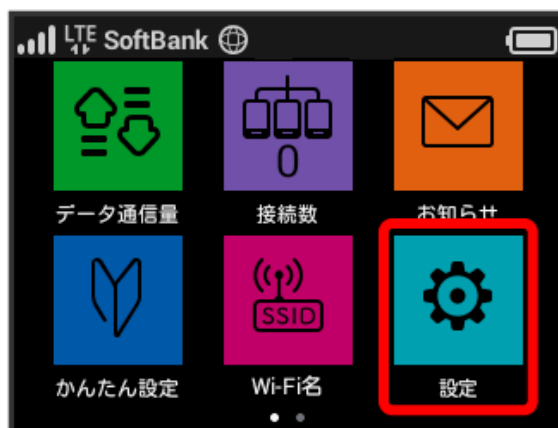 LTE SoftBank
0
データ通信量 接続数 お知らせ
SSID
かんたん設定 Wi-Fi名 設定